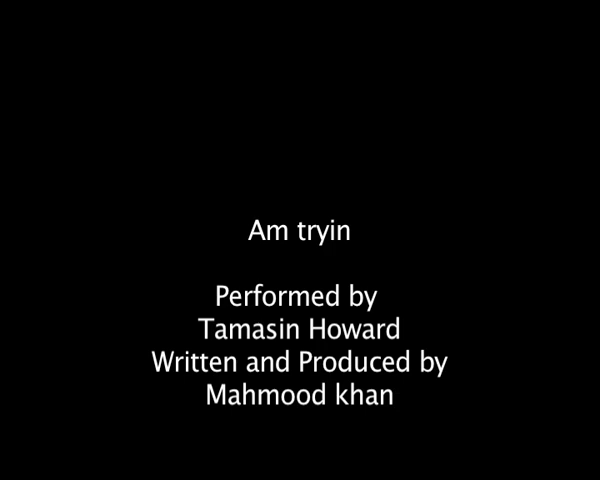 Am tryin
Performed by
Tamasin Howard
Written and Produced by
Mahmood khan